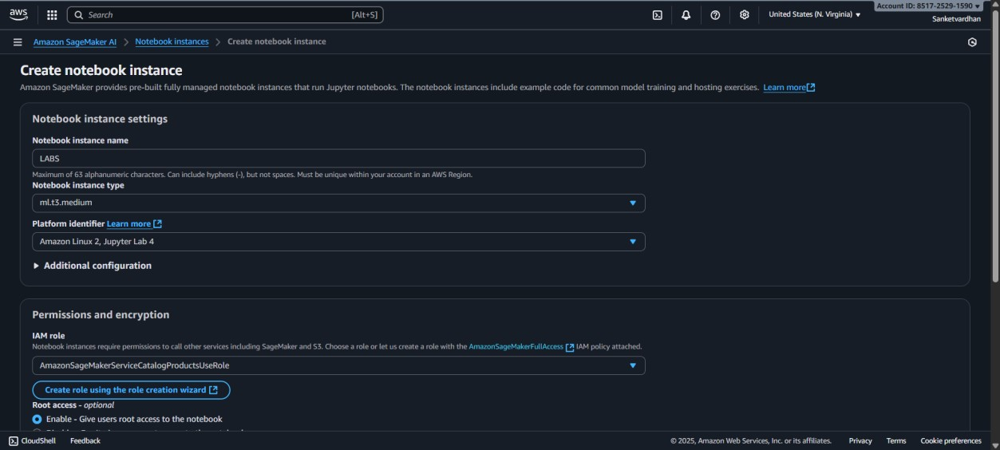 aws
Search [Alt+S]
United States (N. Virginia)
Account ID: 8517-2529-1590
Sanketvardhan
Amazon SageMaker AI > Notebook instances > Create notebook instance
Create notebook instance
Amazon SageMaker provides pre-built fully managed notebook instances that run Jupyter notebooks. The notebook instances include example code for common model training and hosting exercises. Learn more
Notebook instance settings
Notebook instance name
LABS
Maximum of 63 alphanumeric characters. Can include hyphens (-), but not spaces. Must be unique within your account in an AWS Region.
Notebook instance type
ml.t3.medium
Platform identifier Learn more
Amazon Linux 2, Jupyter Lab 4
Additional configuration
Permissions and encryption
IAM role
Notebook instances require permissions to call other services including SageMaker and S3. Choose a role or let us create a role with the AmazonSageMakerFullAccess IAM policy attached.
AmazonSageMakerServiceCatalogProductsUseRole
Create role using the role creation wizard
Root access - optional
Enable - Give users root access to the notebook
CloudShell Feedback © 2025, Amazon Web Services, Inc. or its affiliates. Privacy Terms Cookie preferences